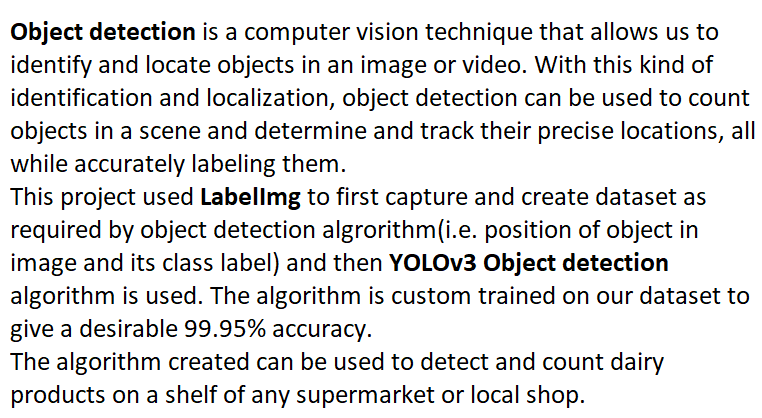 Object detection is a computer vision technique that allows us to
identify and locate objects in an image or video. With this kind of
identification and localization, object detection can be used to count
objects in a scene and determine and track their precise locations, all
while accurately labeling them.
This project used LabelImg to first capture and create dataset as
required by object detection algrorithm(i.e. position of object in
image and its class label) and then YOLOv3 Object detection
algorithm is used. The algorithm is custom trained on our dataset to
give a desirable 99.95% accuracy.
The algorithm created can be used to detect and count dairy
products on a shelf of any supermarket or local shop.